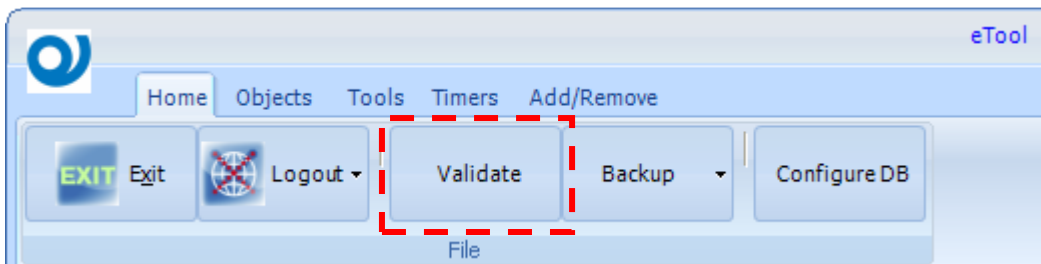 eTool
Home Objects Tools Timers Add/Remove
EXIT Exit Logout Validate Backup Configure DB
File